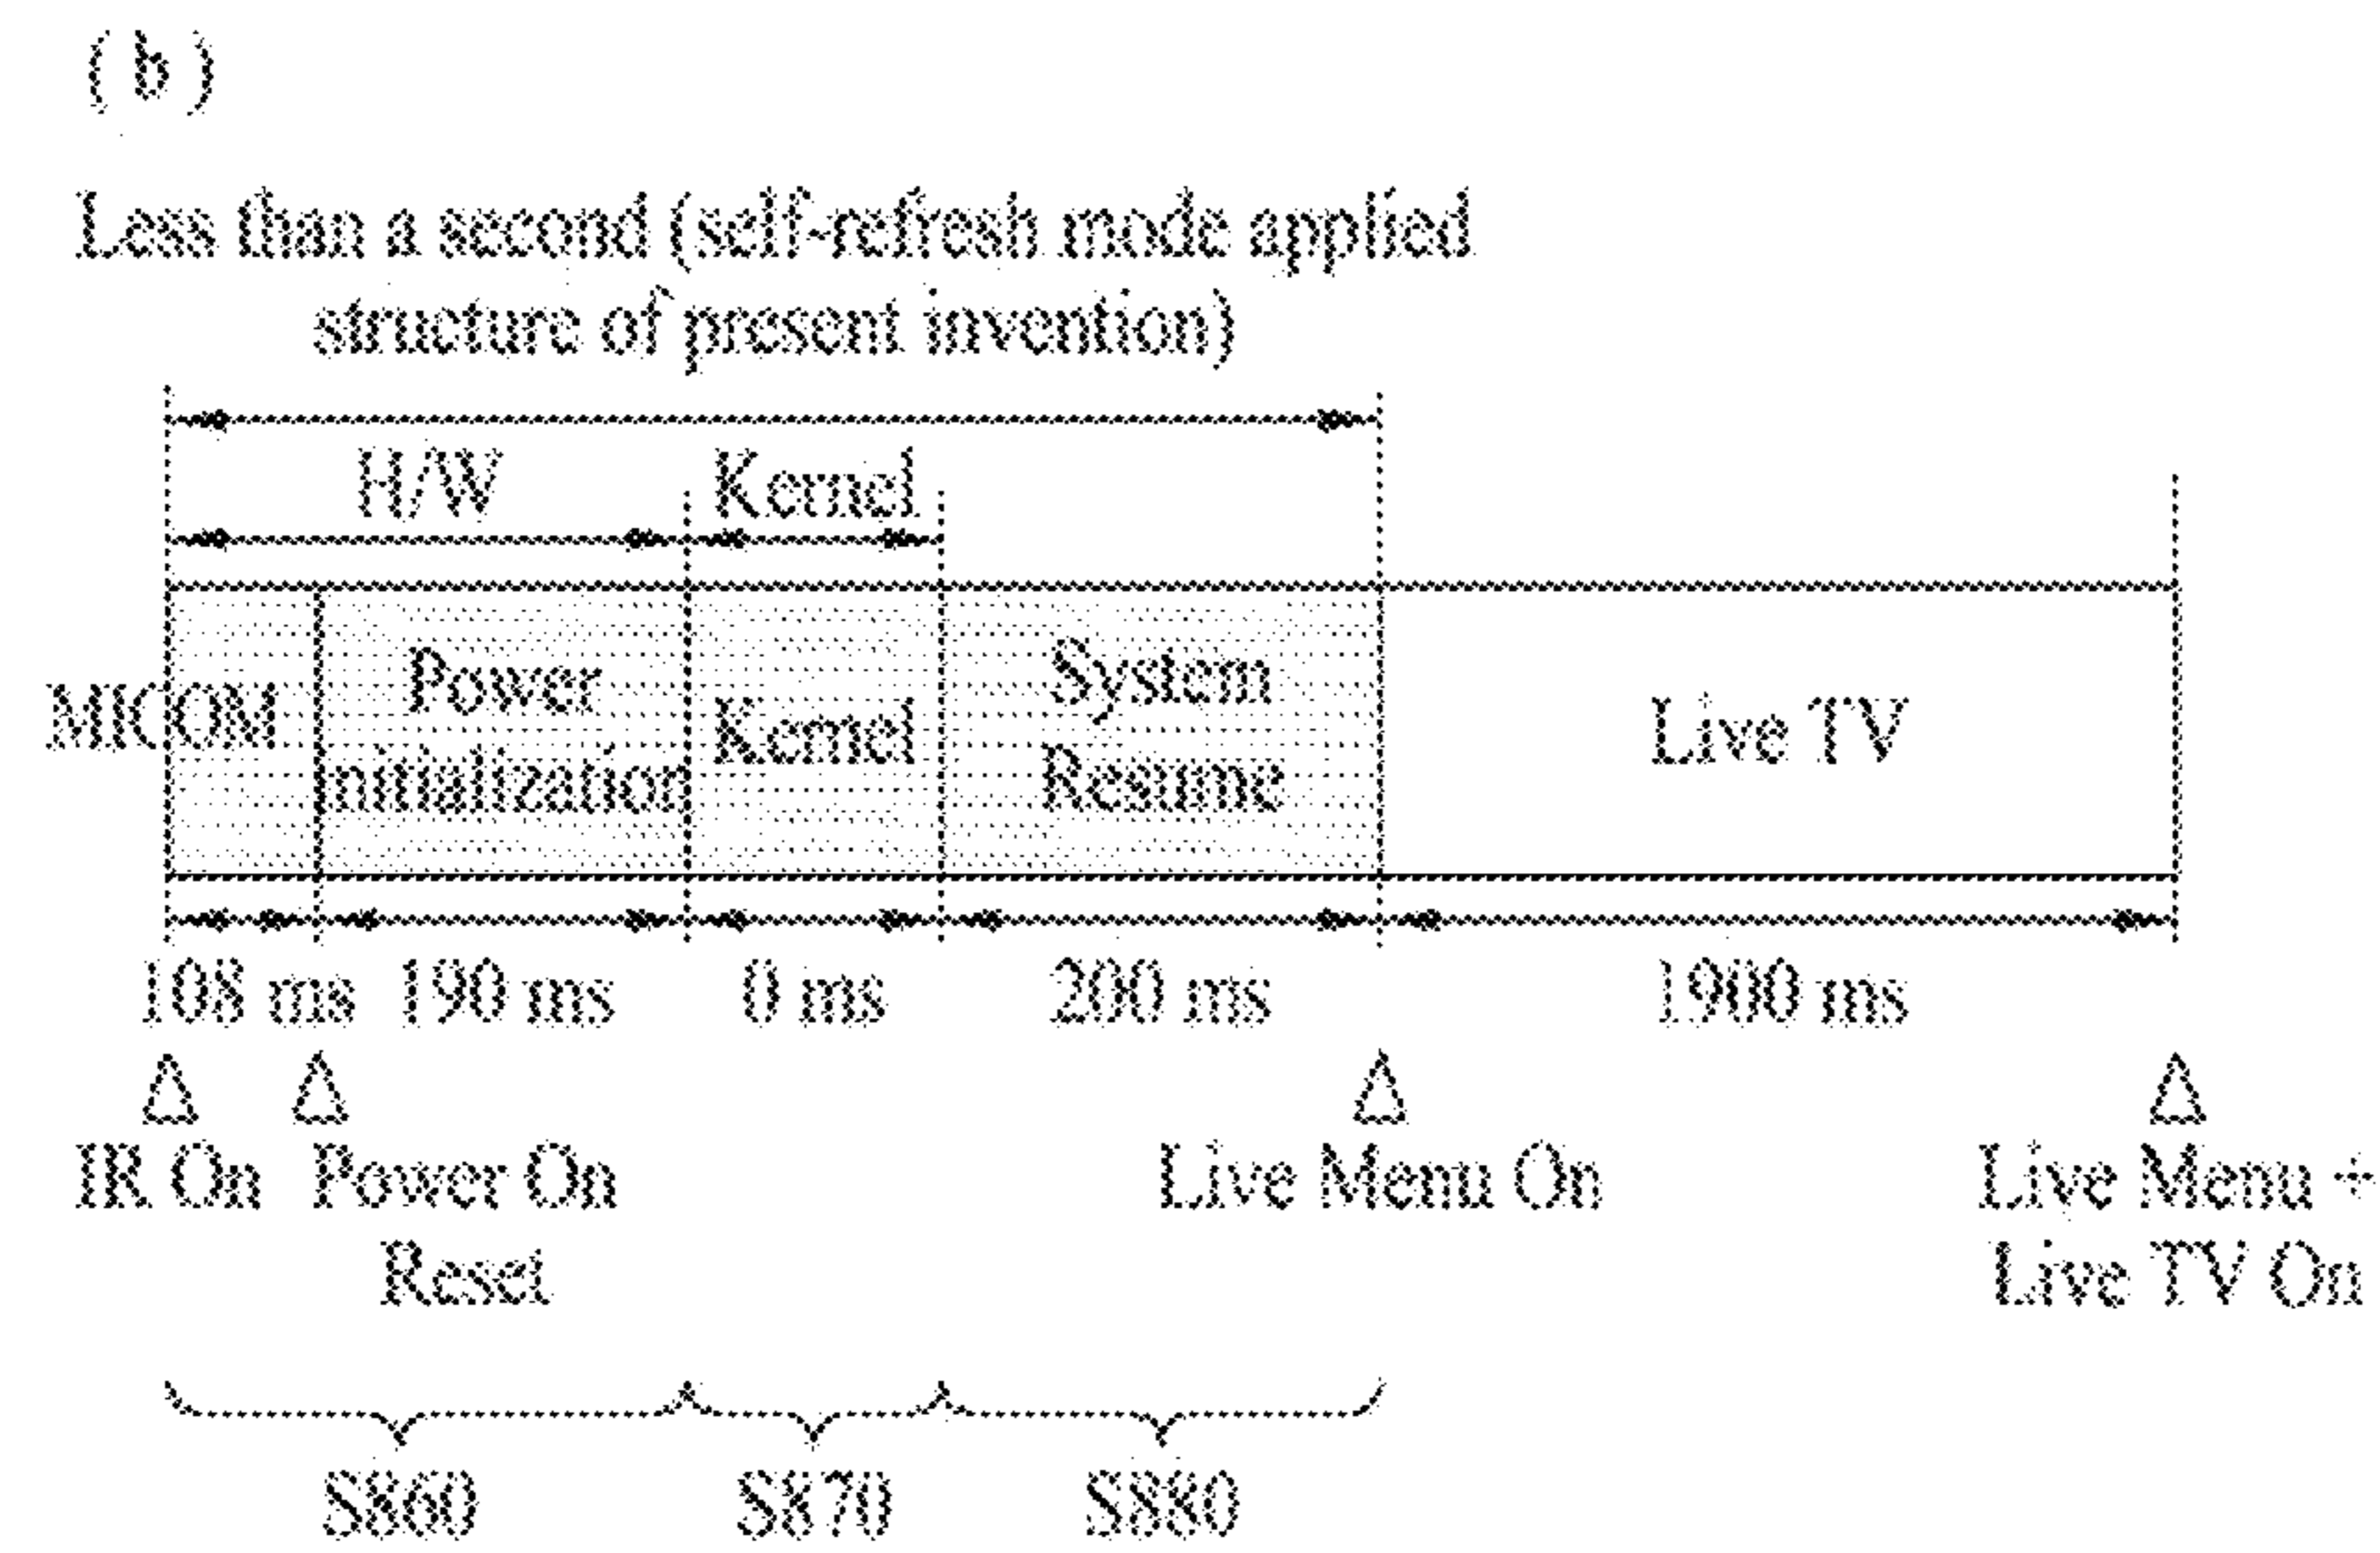 (b)
Less than a second (self-refresh mode applied
structure of present invention)
H/W Kernel
MICOM
Power
initialization
Kernel
System
Resume
Live TV
108 ms 190 ms 0 ms 200 ms 1900 ms
IR On
Power On
Reset
Live Menu On
Live Menu +
Live TV On
S860 S870 S880